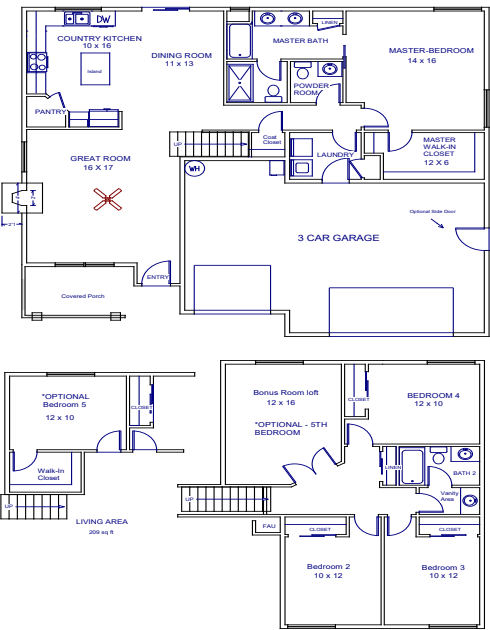 COUNTRY KITCHEN
10 x 16
DW
Island
PANTRY
DINING ROOM
11 x 13
LINEN
MASTER BATH
MASTER-BEDROOM
14 x 16
POWDER
ROOM
UP
Coat
Closet
LAUNDRY
MASTER
WALK-IN
CLOSET
12 X 6
GREAT ROOM
16 X 17
WH
Optional Side Door
3 CAR GARAGE
ENTRY
Covered Porch
*OPTIONAL
Bedroom 5
12 x 10
CLOSET
Walk-In
Closet
UP
LIVING AREA
209 sq ft
Bonus Room loft
12 x 16
*OPTIONAL - 5TH
BEDROOM
CLOSET
BEDROOM 4
12 x 10
LINEN
BATH 2
Vanity
Area
UP
FAU
CLOSET
CLOSET
Bedroom 2
10 x 12
Bedroom 3
10 x 12